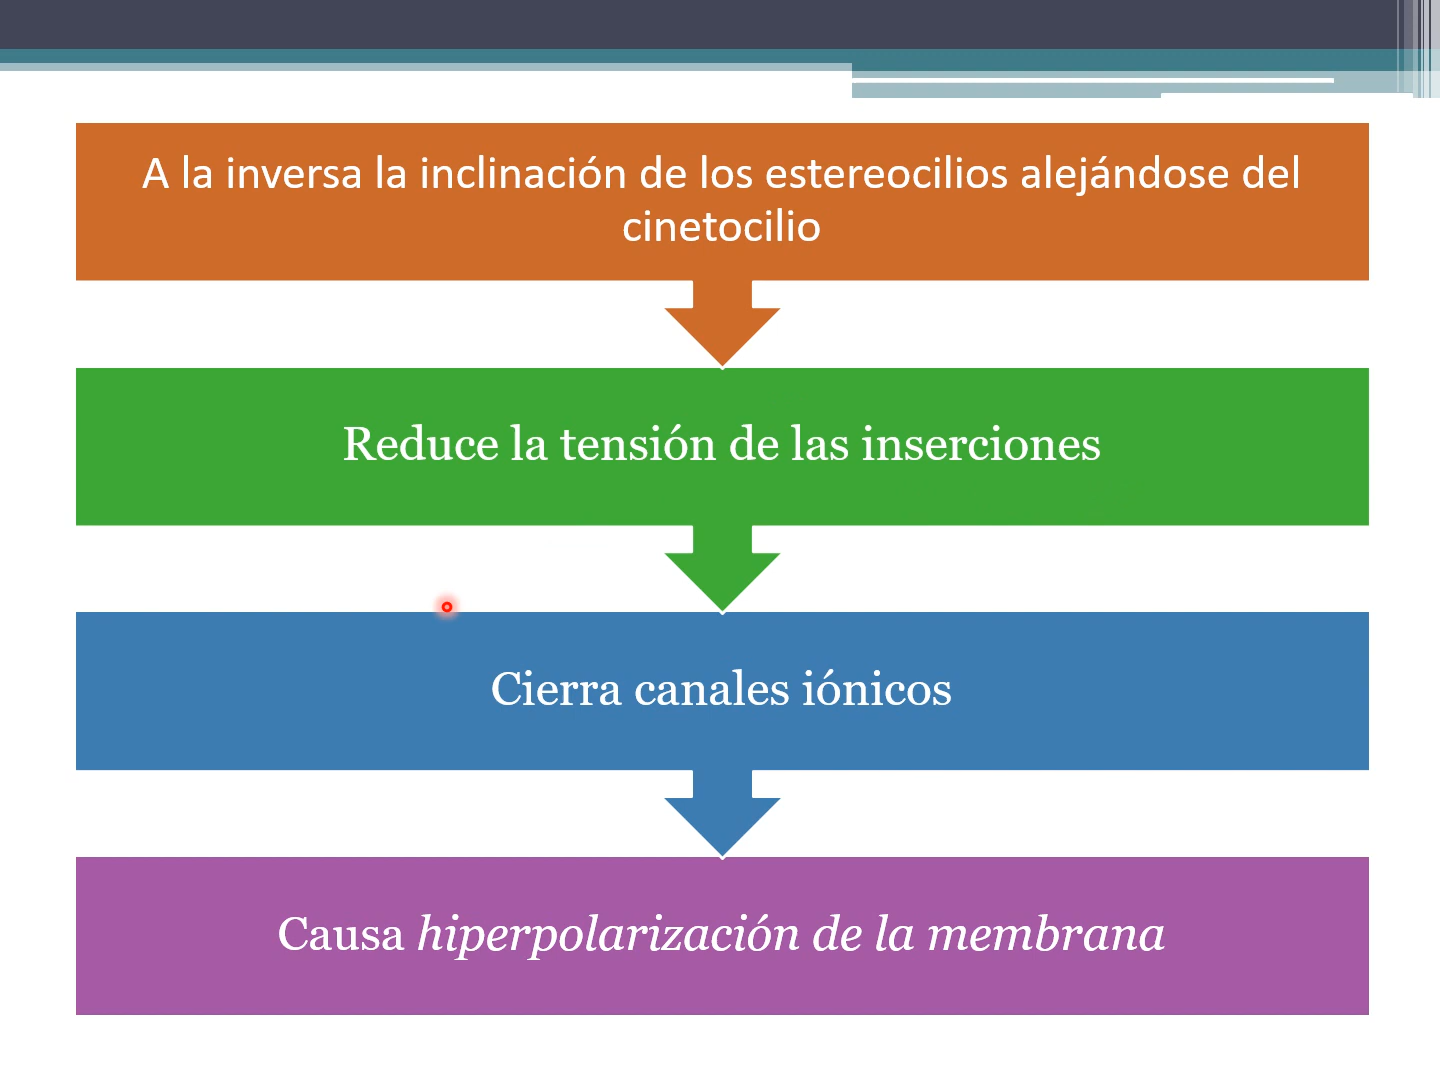 A la inversa la inclinación de los estereocilios alejándose del
cinetocilio
Reduce la tensión de las inserciones
Cierra canales iónicos
Causa hiperpolarización de la membrana